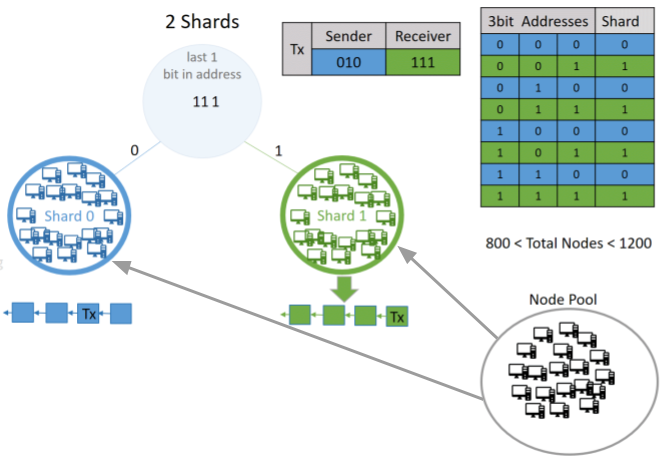 2 Shards
last 1
bit in address
111
0
1
Tx
Sender
Receiver
010
111
3bit Addresses
Shard
0 0 0 0
0 0 1 1
0 1 0 0
0 1 1 1
1 0 0 0
1 0 1 1
1 1 0 0
1 1 1 1
800 < Total Nodes < 1200
Shard 0
Shard 1
Tx
Tx
Node Pool